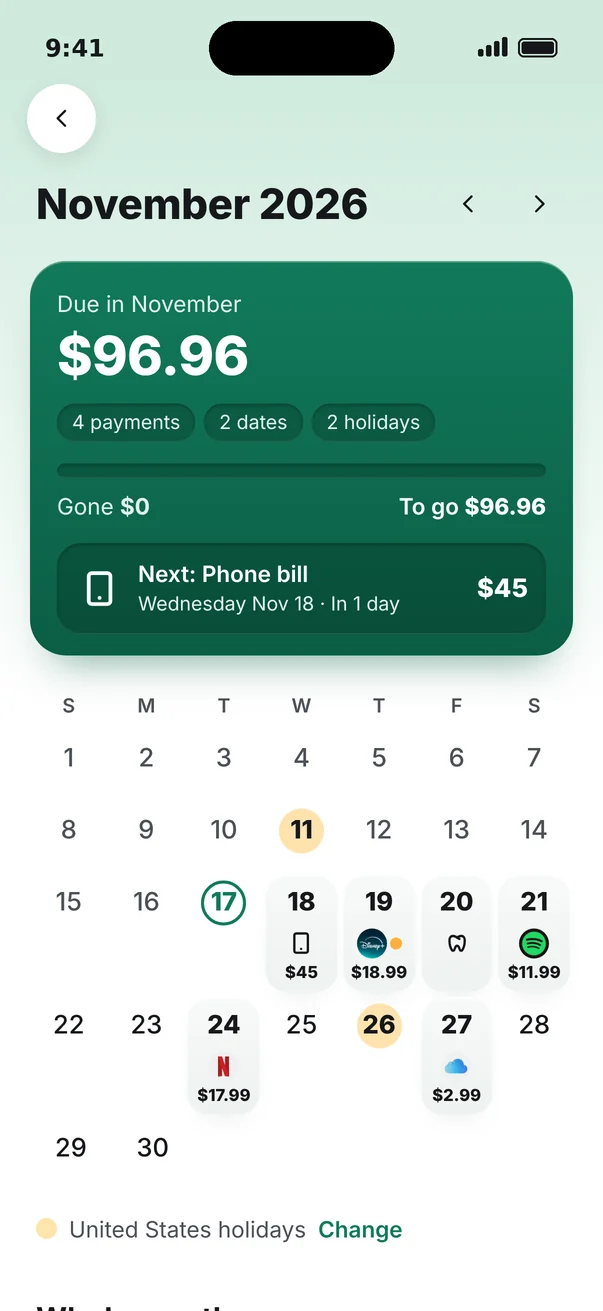 9:41
November 2026
Due in November
$96.96
4 payments 2 dates 2 holidays
Gone $0 To go $96.96
Next: Phone bill
Wednesday Nov 18 · In 1 day
$45
S M T W T F S
1 2 3 4 5 6 7
8 9 10 11 12 13 14
15 16 17 18 19 20 21
Disney+
$45 $18.99 $11.99
22 23 24 25 26 27 28
N
$17.99 $2.99
29 30
United States holidays Change